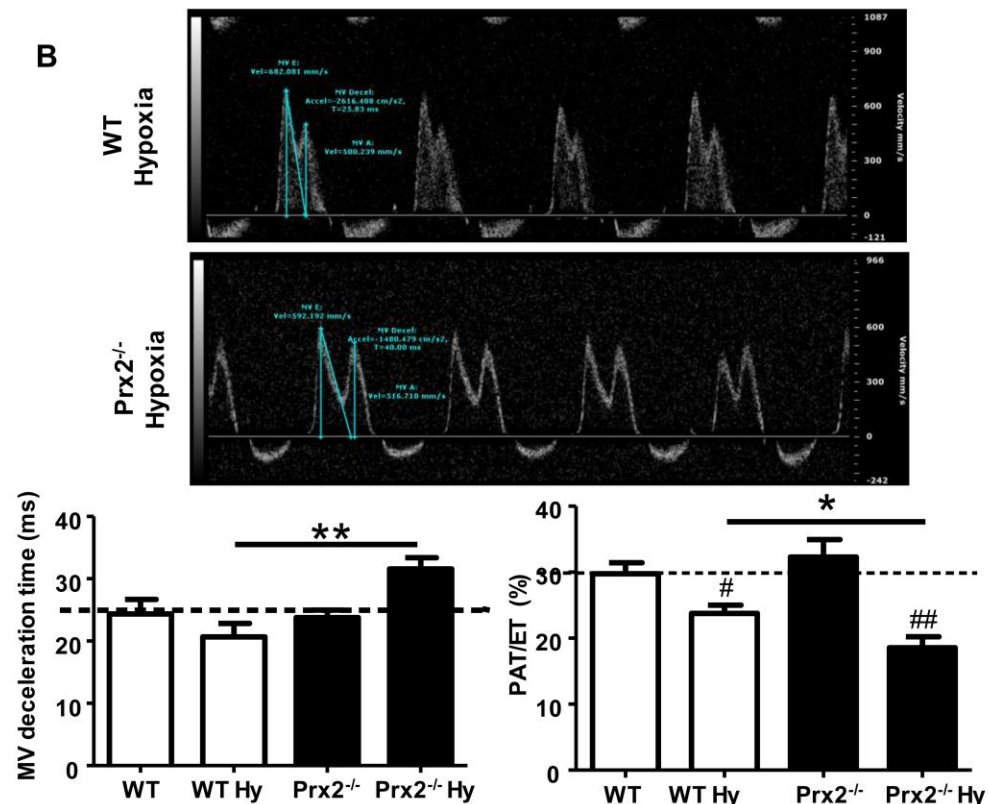 B
WT
Hypoxia
MV E:
Vel=682.081 mm/s
MV Decel:
Accel=-2616.408 cm/s2,
T=25.83 ms
MV A:
Vel=500.239 mm/s
1087
900
600
300
0
-121
Velocity mm/s
Prx2-/-
Hypoxia
MV E:
Vel=592.192 mm/s
MV Decel:
Accel=-1480.479 cm/s2,
T=40.00 ms
MV A:
Vel=516.710 mm/s
966
600
300
0
-242
Velocity mm/s
MV deceleration time (ms)
40
30
20
10
0
**
WT
WT Hy
Prx2-/-
Prx2-/- Hy
PAT/ET (%)
40
30
20
10
0
*
#
##
WT
WT Hy
Prx2-/-
Prx2-/- Hy